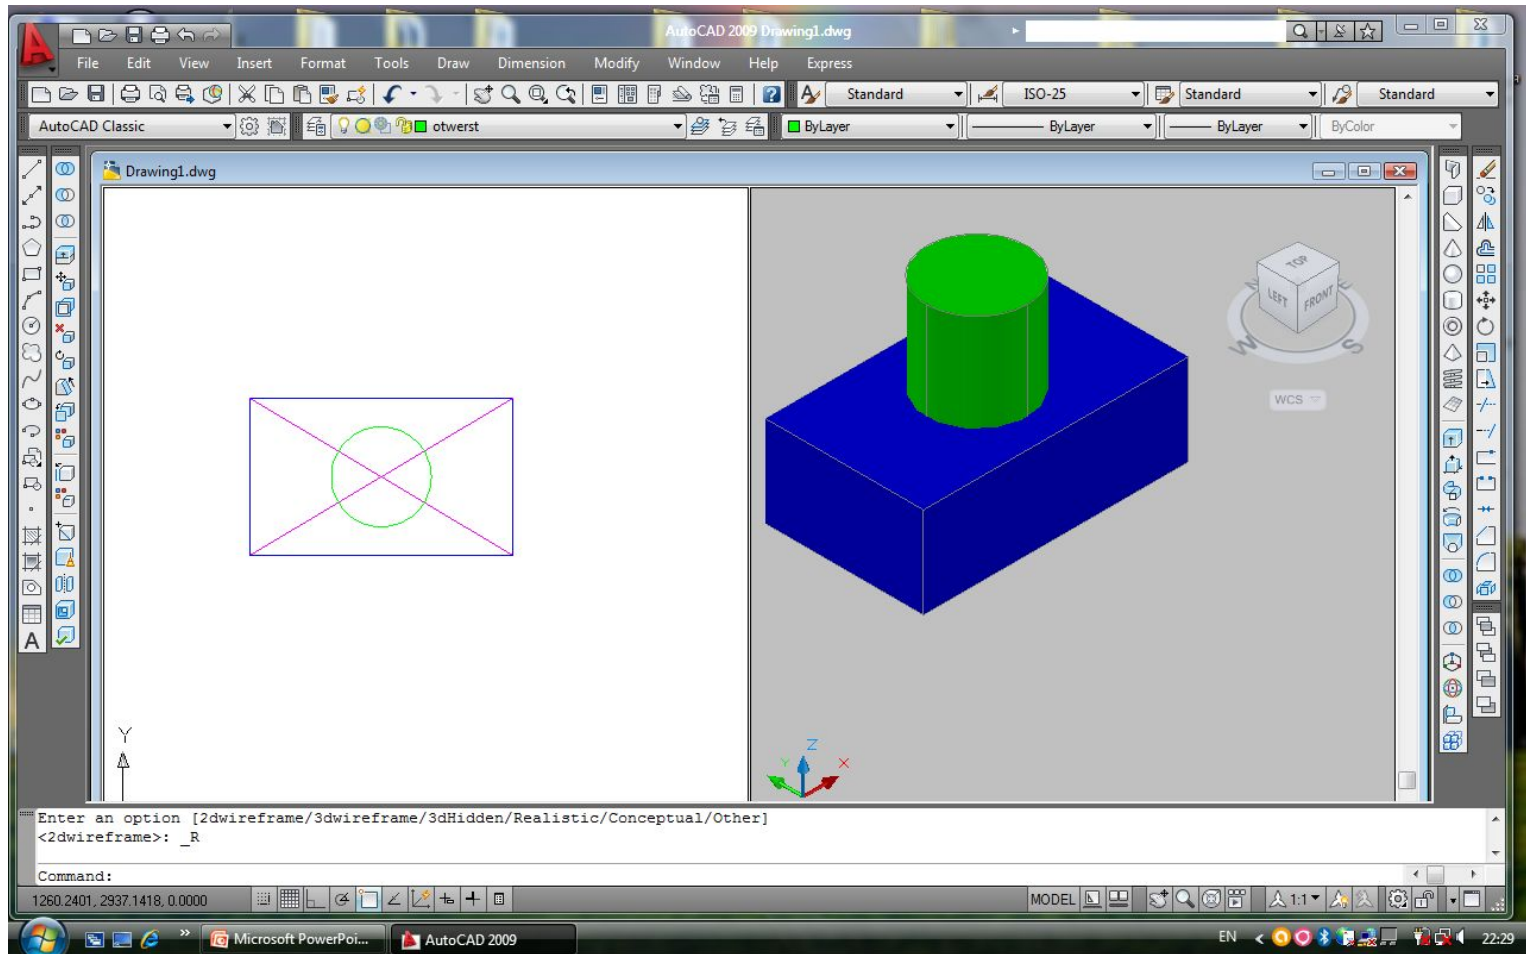 AutoCAD 2009 Drawing1.dwg
File Edit View Insert Format Tools Draw Dimension Modify Window Help Express
Standard ISO-25 Standard Standard
AutoCAD Classic otwerst ByLayer ByLayer ByLayer ByColor
Drawing1.dwg
TOP
LEFT FRONT
W S
WCS
Y
Z
Y X
Enter an option [2dwireframe/3dwireframe/3dHidden/Realistic/Conceptual/Other]
<2dwireframe>: _R
Command:
1260.2401, 2937.1418, 0.0000 MODEL 1:1
Microsoft PowerPoi... AutoCAD 2009 EN 22:29